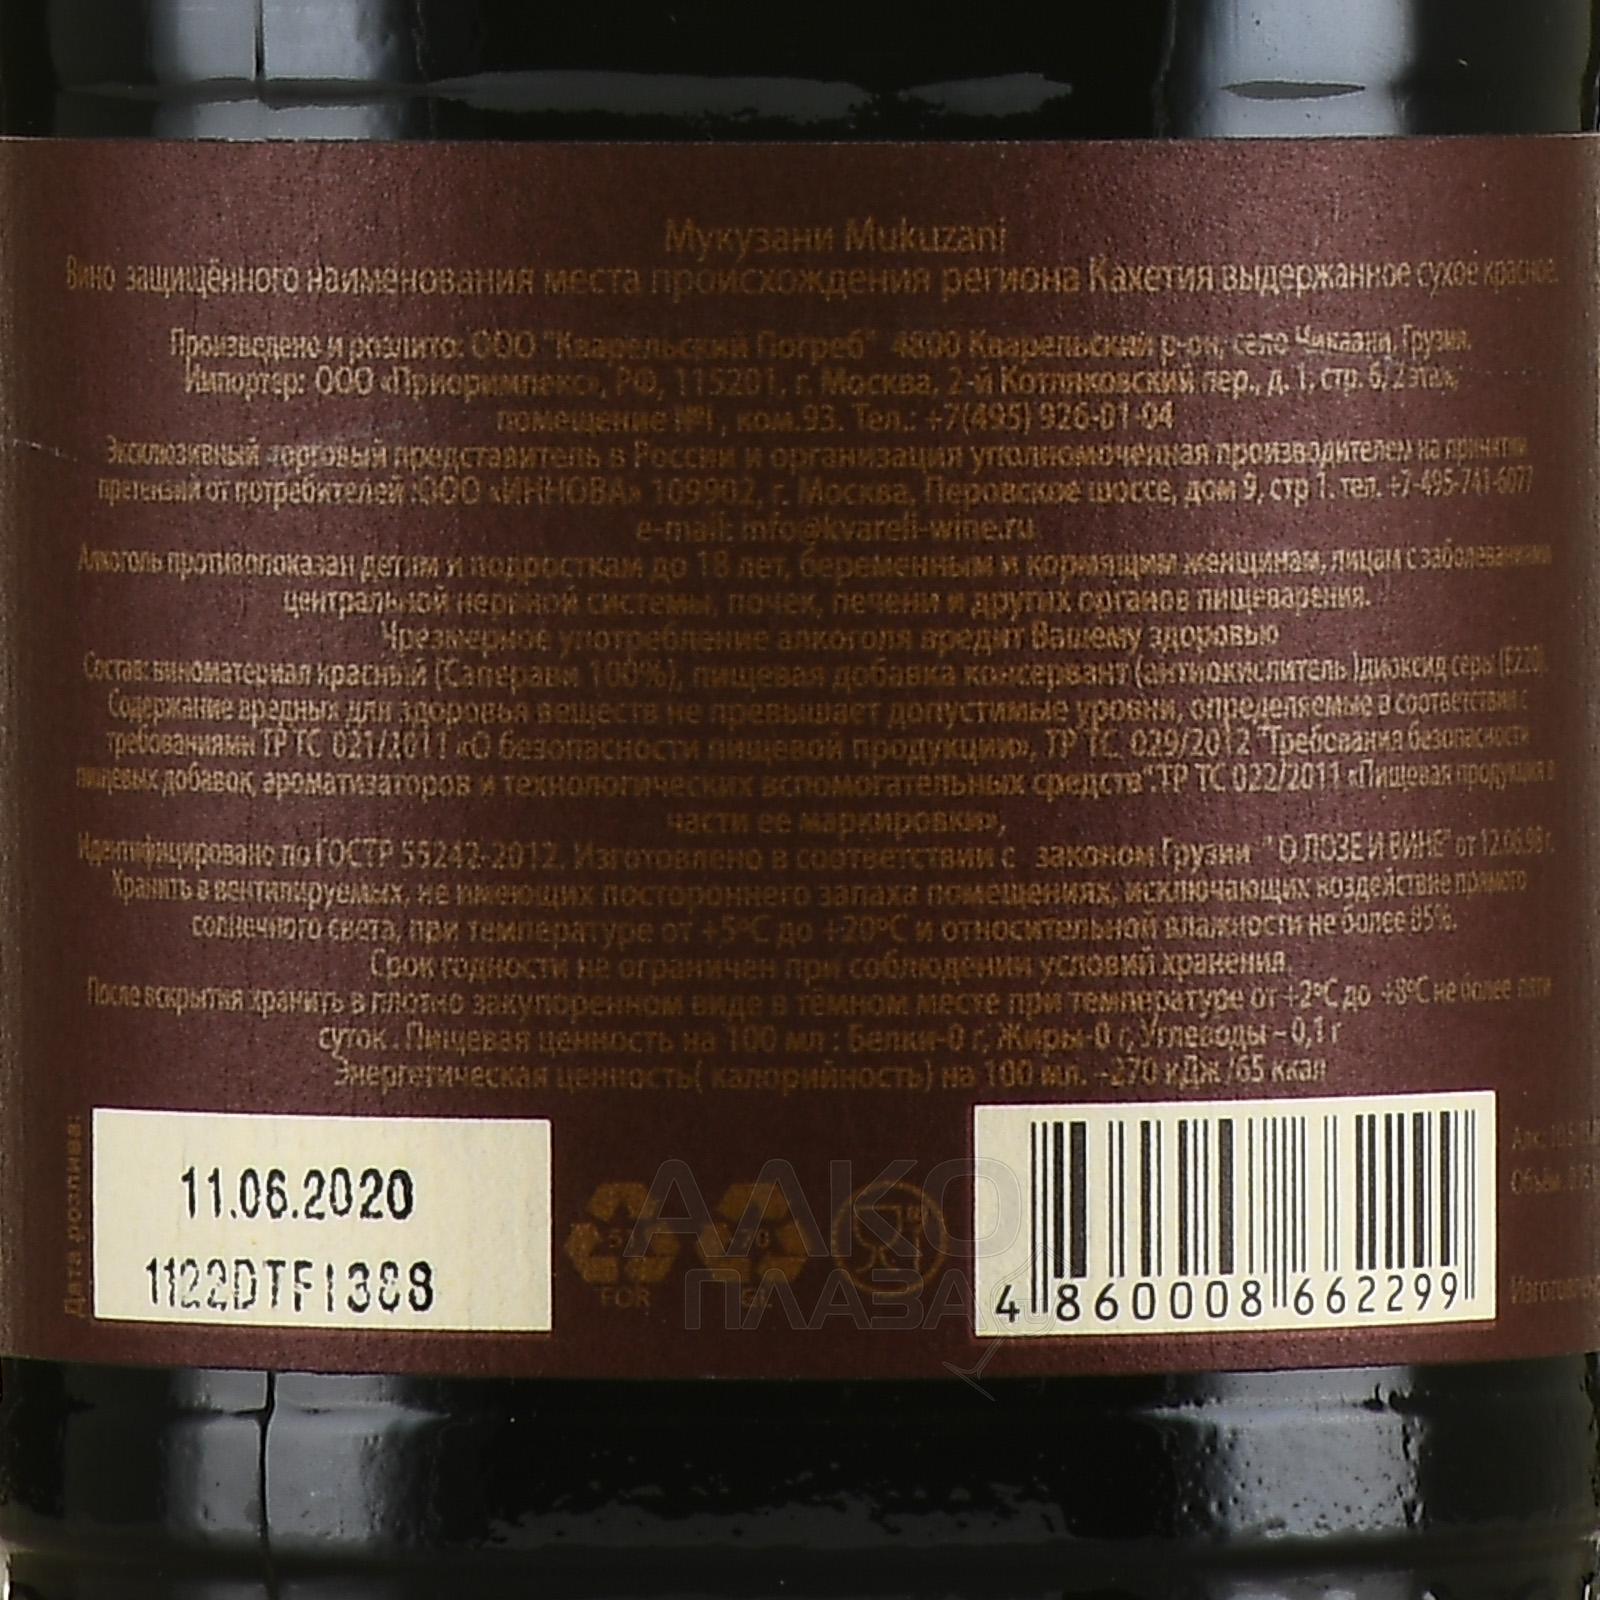 Мукузани Mukuzani
Вино защищённого наименования места происхождения региона Кахетия выдержанное сухое красное.
Произведено и розлито: ООО "Кварельский Погреб" 4800 Кварельский р-он, село Чикаани, Грузия.
Импортер: ООО «Приоримпекс», РФ, 115201, г. Москва, 2-й Котляковский пер., д. 1, стр. 6, 2 этаж,
помещение №I, ком.93. Тел.: +7(495) 926-01-04
Эксклюзивный торговый представитель в России и организация уполномоченная производителем на принятии
претензий от потребителей :ООО «ИННОВА» 109902, г. Москва, Перовское шоссе, дом 9, стр 1. тел. +7-495-741-6077
e-mail: info@kvareli-wine.ru
Алкоголь противопоказан детям и подросткам до 18 лет, беременным и кормящим женщинам, лицам с заболеваниями
центральной нервной системы, почек, печени и других органов пищеварения.
Чрезмерное употребление алкоголя вредит Вашему здоровью
Состав: виноматериал красный (Саперави 100%), пищевая добавка консервант (антиокислитель )диоксид серы (Е220).
Содержание вредных для здоровья веществ не превышает допустимые уровни, определяемые в соответствии с
требованиями ТР ТС 021/2011 «О безопасности пищевой продукции», ТР ТС 029/2012 "Требования безопасности
пищевых добавок, ароматизаторов и технологических вспомогательных средств".ТР ТС 022/2011 «Пищевая продукция в
части ее маркировки»,
Идентифицировано по ГОСТР 55242-2012. Изготовлено в соответствии с законом Грузии " О ЛОЗЕ И ВИНЕ" от 12.06.98 г.
Хранить в вентилируемых, не имеющих постороннего запаха помещениях, исключающих воздействие прямого
солнечного света, при температуре от +5°С до +20°С и относительной влажности не более 85%.
Срок годности не ограничен при соблюдении условий хранения.
После вскрытия хранить в плотно закупоренном виде в тёмном месте при температуре от +2°С до +8°С не более пяти
суток . Пищевая ценность на 100 мл : Белки-0 г, Жиры-0 г, Углеводы – 0,1 г
Энергетическая ценность( калорийность) на 100 мл. ~270 кДж /65 ккал
Дата розлива:
11.06.2020
1122DTFI388
FOR
GL
АЛКО
ПЛАЗА
4 860008 662299
Алк:
Объём:
Изготовлено